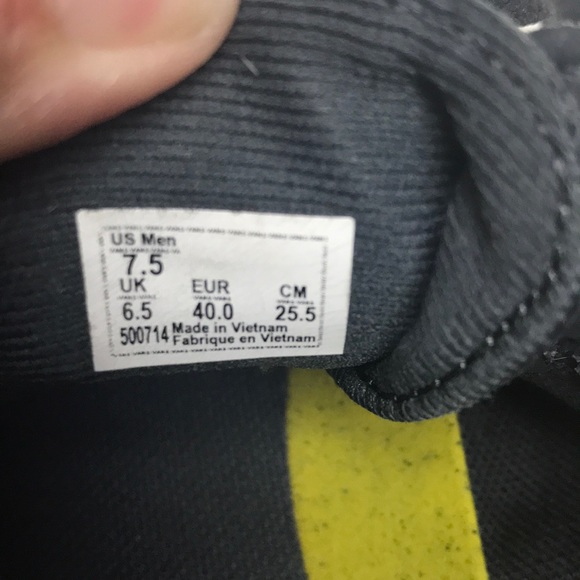 US Men
7.5
UK EUR CM
6.5 40.0 25.5
500714 Made in Vietnam
Fabrique en Vietnam